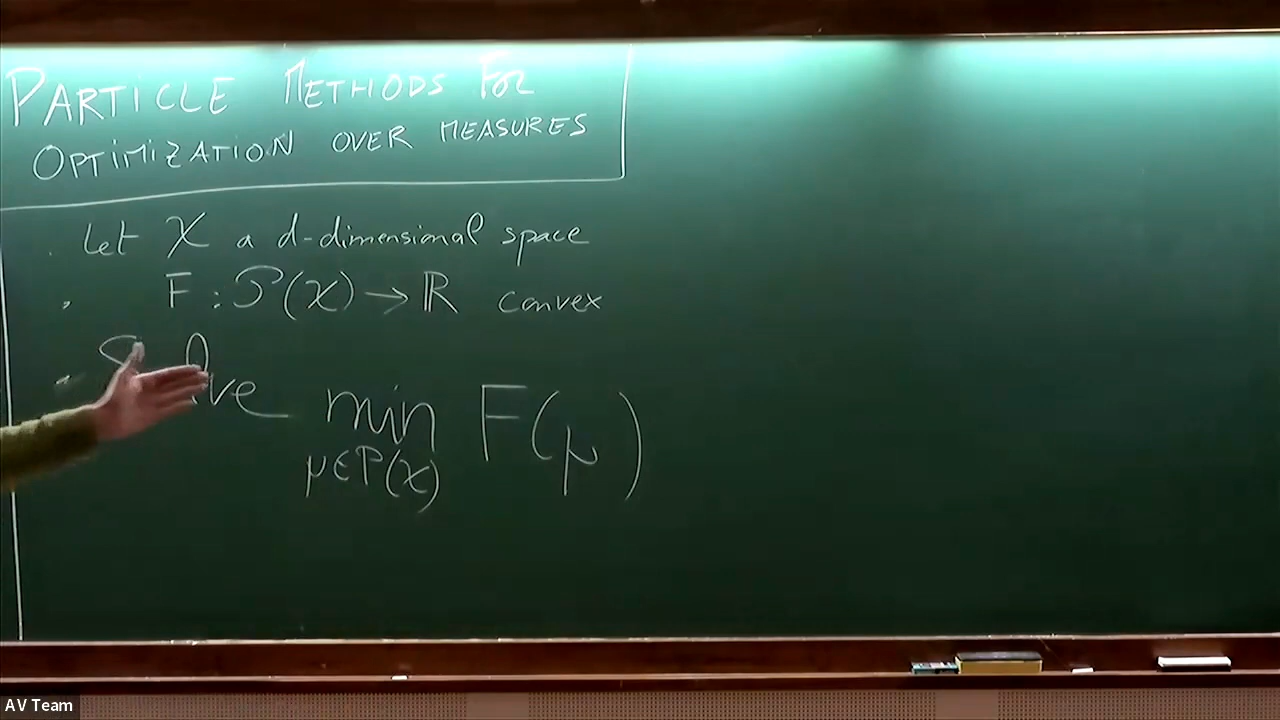 PARTICLE METHODS FOR
OPTIMIZATION OVER MEASURES
. Let X a d-dimensional space
. F : P(X) → ℝ convex
- Solve min F(μ)
μ∈P(X)
AV Team